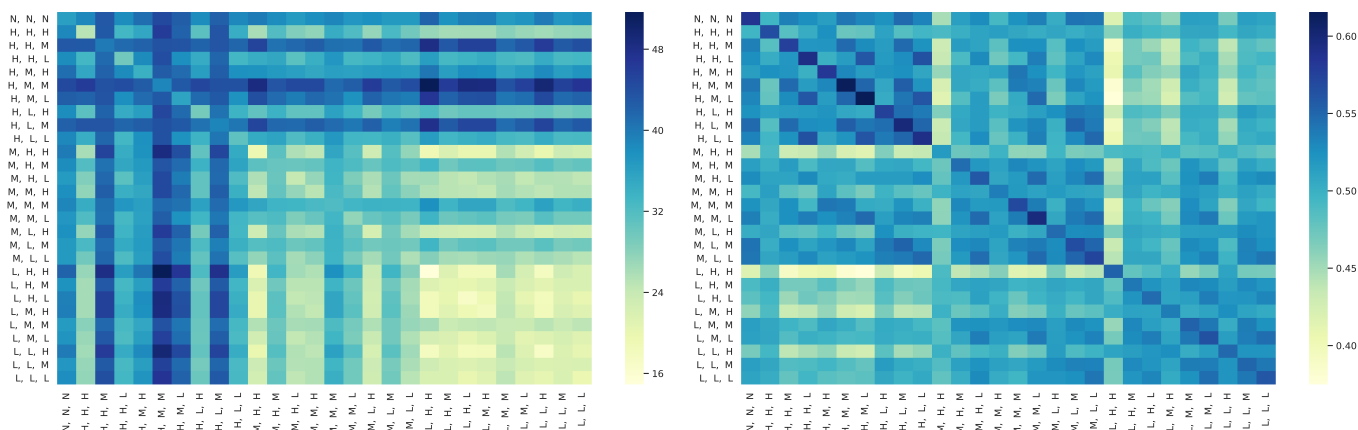 N, N, N
H, H, H
H, H, M
H, H, L
H, M, H
H, M, M
H, M, L
H, L, H
H, L, M
H, L, L
M, H, H
M, H, M
M, H, L
M, M, H
M, M, M
M, M, L
M, L, H
M, L, M
M, L, L
L, H, H
L, H, M
L, H, L
L, M, H
L, M, M
L, M, L
L, L, H
L, L, M
L, L, L
N, N, N
H, H, H
H, H, M
H, H, L
H, M, H
H, M, M
H, M, L
H, L, H
H, L, M
H, L, L
M, H, H
M, H, M
M, H, L
M, M, H
M, M, M
M, M, L
M, L, H
M, L, M
M, L, L
L, H, H
L, H, M
L, H, L
L, M, H
L, M, M
L, M, L
L, L, H
L, L, M
L, L, L
48
40
32
24
16
N, N, N
H, H, H
H, H, M
H, H, L
H, M, H
H, M, M
H, M, L
H, L, H
H, L, M
H, L, L
M, H, H
M, H, M
M, H, L
M, M, H
M, M, M
M, M, L
M, L, H
M, L, M
M, L, L
L, H, H
L, H, M
L, H, L
L, M, H
L, M, M
L, M, L
L, L, H
L, L, M
L, L, L
N, N, N
H, H, H
H, H, M
H, H, L
H, M, H
H, M, M
H, M, L
H, L, H
H, L, M
H, L, L
M, H, H
M, H, M
M, H, L
M, M, H
M, M, M
M, M, L
M, L, H
M, L, M
M, L, L
L, H, H
L, H, M
L, H, L
L, M, H
L, M, M
L, M, L
L, L, H
L, L, M
L, L, L
0.60
0.55
0.50
0.45
0.40